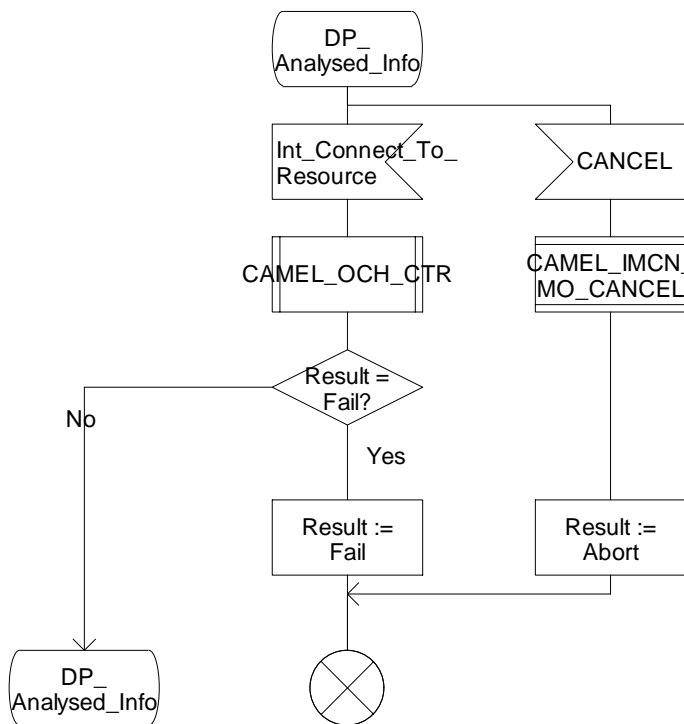 DP_
Analysed_Info
Int_Connect_To_
Resource
CANCEL
CAMEL_OCH_CTR
CAMEL_IMCN_
MO_CANCEL
Result =
Fail?
No
Yes
Result :=
Fail
Result :=
Abort
DP_
Analysed_Info